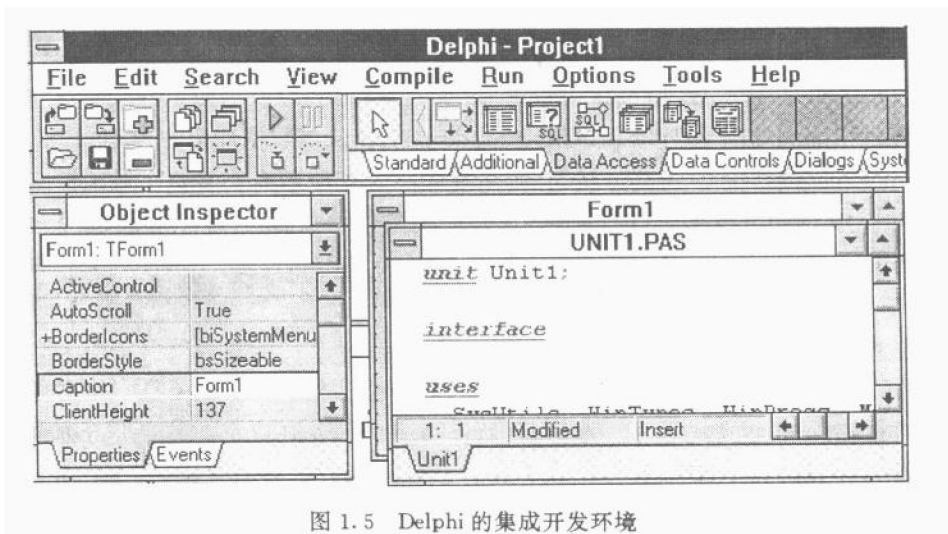 Delphi - Project1
File Edit Search View Compile Run Options Tools Help
SQL SQL
Standard Additional Data Access Data Controls Dialogs Syst
Object Inspector
Form1: TForm1
ActiveControl
AutoScroll True
+BorderIcons [biSystemMenu
BorderStyle bsSizeable
Caption Form1
ClientHeight 137
Properties Events
Form1
UNIT1.PAS
unit Unit1;
interface
uses
1: 1 Modified Insert
Unit1
图 1.5 Delphi 的集成开发环境